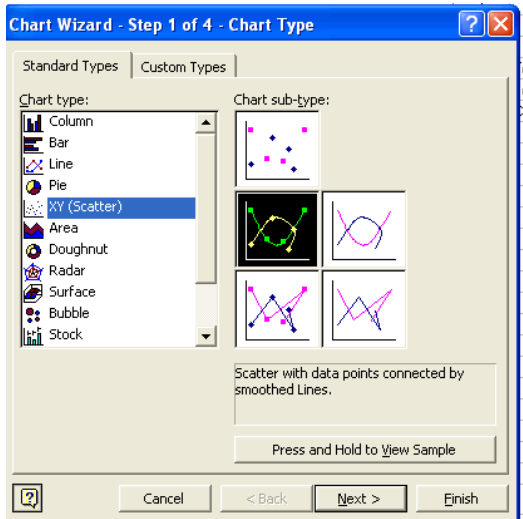 Chart Wizard - Step 1 of 4 - Chart Type
Standard Types
Custom Types
Chart type:
Column
Bar
Line
Pie
XY (Scatter)
Area
Doughnut
Radar
Surface
Bubble
Stock
Chart sub-type:
Scatter with data points connected by
smoothed Lines.
Press and Hold to View Sample
Cancel
< Back
Next >
Finish